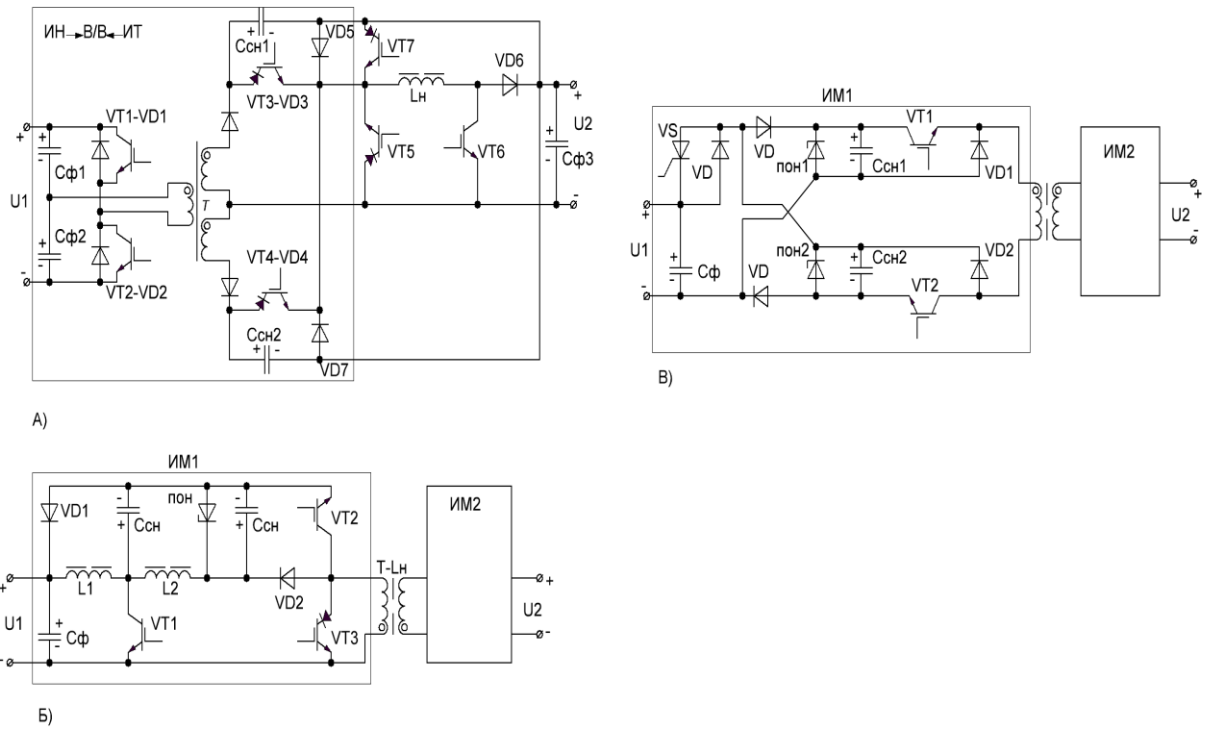 ИН→В/В←ИТ
+ -
Ссн1
VD5
VT7
VD6
VT3-VD3
Lн
+
U2
VT1-VD1
+
+
-
Сф1
VT5
VT6
+
-
Сф3
U1
T
-
+
-
Сф2
-
VT4-VD4
VT2-VD2
Ссн2
+ -
VD7
А)
ИМ1
VS
VT1
VD
VD
пон1
+
-
Ссн1
VD1
ИМ2
+
U2
-
+
U1
+
-
Сф
VD
пон2
+
-
Ссн2
VD2
VT2
-
В)
ИМ1
VD1
-
+
Ссн
пон
-
+
Ссн
VT2
ИМ2
T-Lн
+
L1
L2
VD2
+
U2
-
U1
+
-
Сф
VT1
VT3
-
Б)